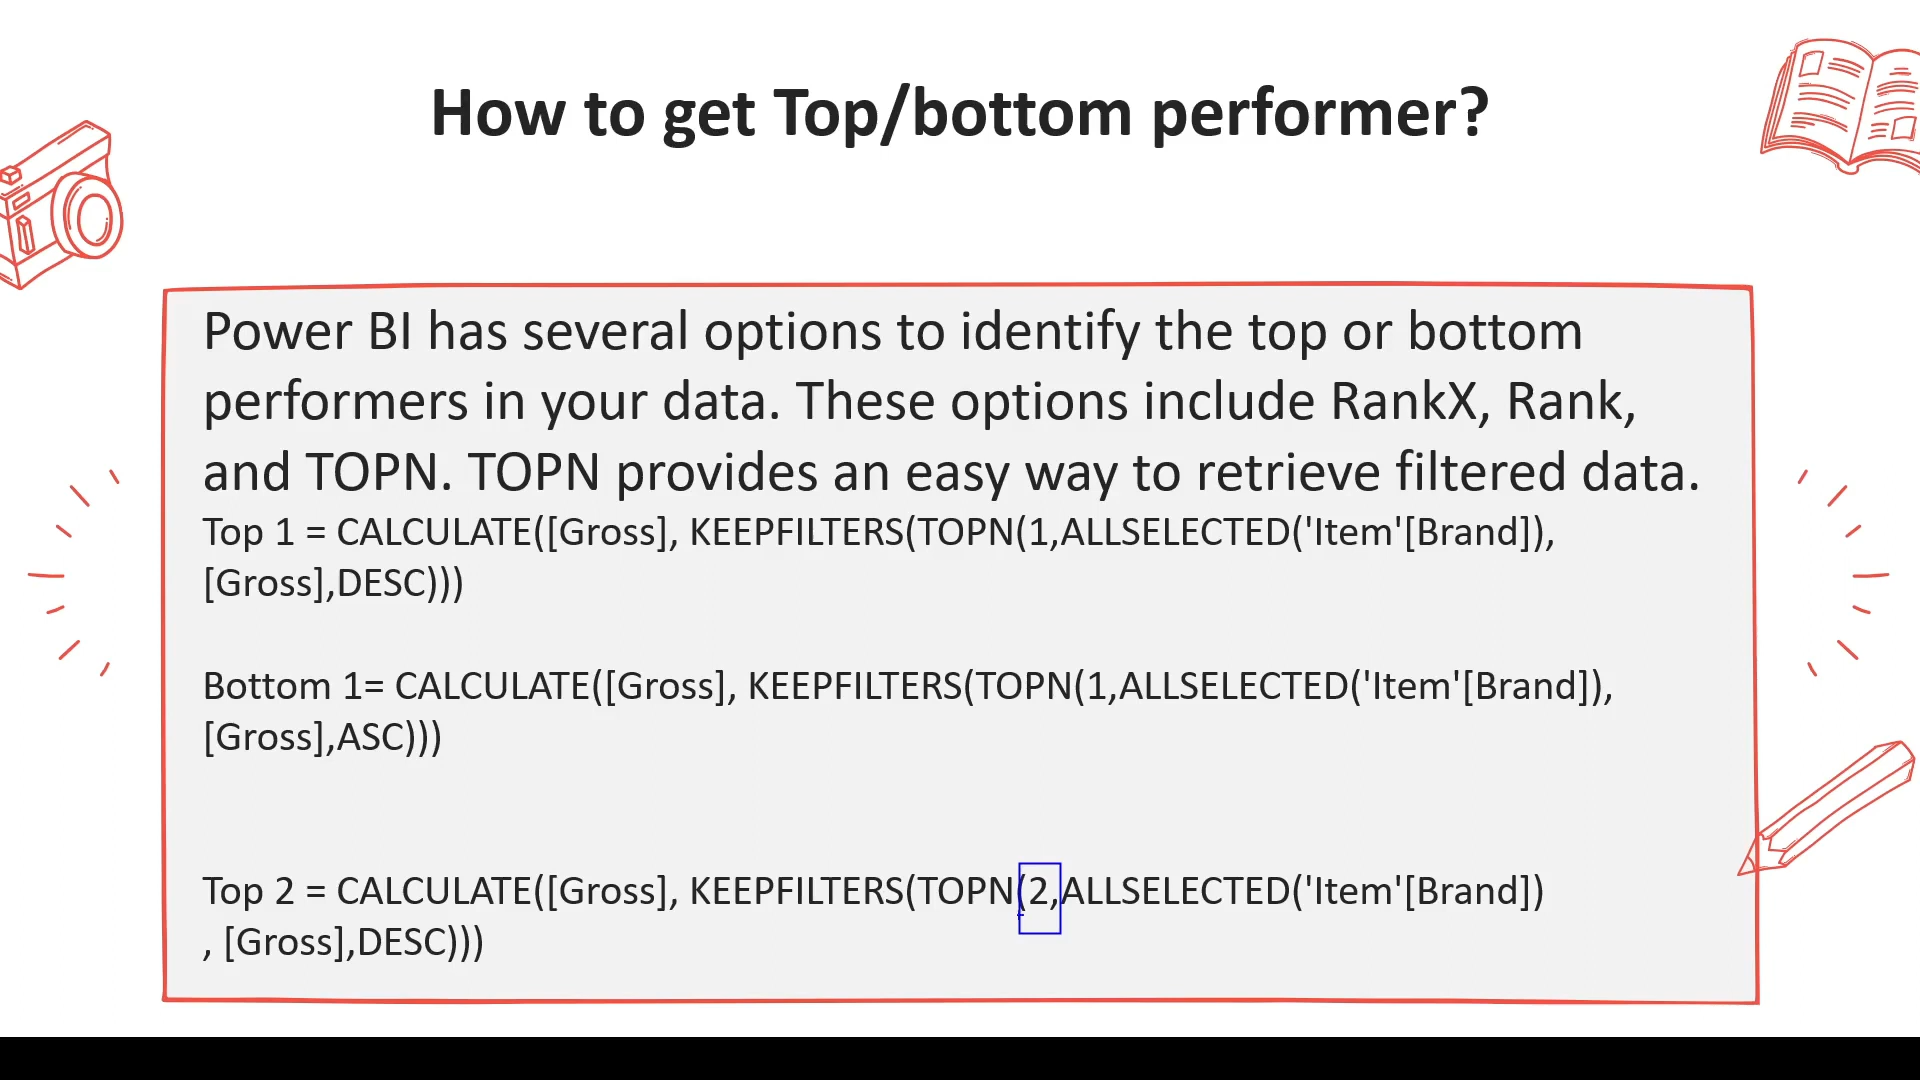 How to get Top/bottom performer?
Power BI has several options to identify the top or bottom
performers in your data. These options include RankX, Rank,
and TOPN. TOPN provides an easy way to retrieve filtered data.
Top 1 = CALCULATE([Gross], KEEPFILTERS(TOPN(1,ALLSELECTED('Item'[Brand]),
[Gross],DESC)))
Bottom 1= CALCULATE([Gross], KEEPFILTERS(TOPN(1,ALLSELECTED('Item'[Brand]),
[Gross],ASC)))
Top 2 = CALCULATE([Gross], KEEPFILTERS(TOPN(2,ALLSELECTED('Item'[Brand])
, [Gross],DESC)))